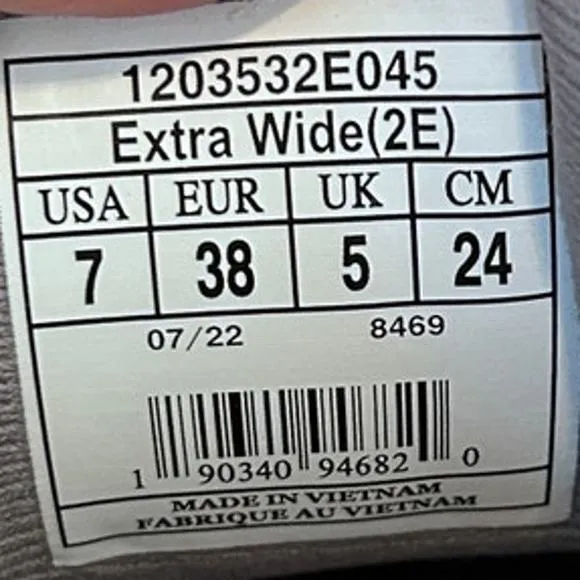 1203532E045
Extra Wide(2E)
USA EUR UK CM
7 38 5 24
07/22 8469
1 90340 94682 0
MADE IN VIETNAM
FABRIQUE AU VIETNAM